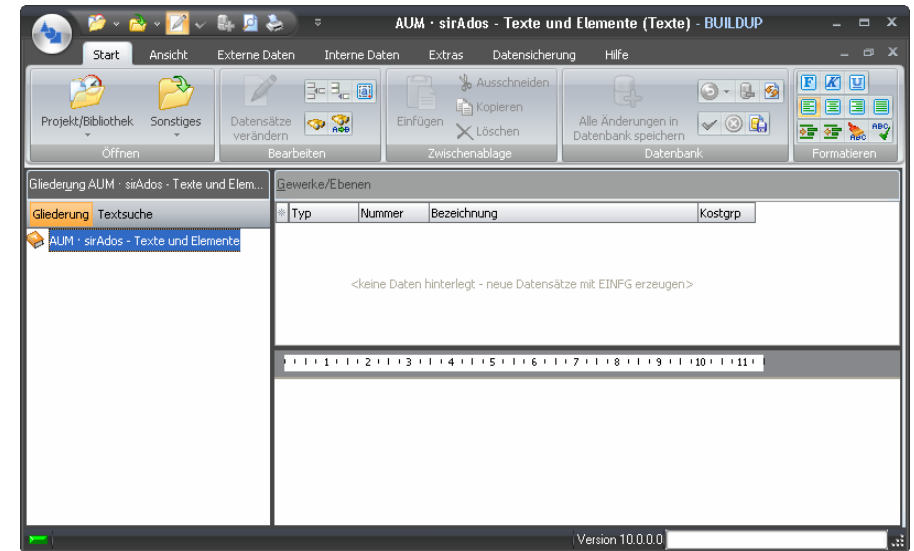 AUM · sirAdos - Texte und Elemente (Texte) - BUILDUP
Start Ansicht Externe Daten Interne Daten Extras Datensicherung Hilfe
Projekt/Bibliothek Sonstiges
Öffnen
Datensätze verändern
Bearbeiten
Einfügen
Ausschneiden
Kopieren
Löschen
Zwischenablage
Alle Änderungen in
Datenbank speichern
Datenbank
F K U
ABC ABC
Formatieren
Gliederung AUM · sirAdos - Texte und Elem...
Gliederung Textsuche
AUM · sirAdos - Texte und Elemente
Gewerke/Ebenen
Typ Nummer Bezeichnung Kostgrp
<keine Daten hinterlegt - neue Datensätze mit EINFG erzeugen>
1 2 3 4 5 6 7 8 9 10 11
Version 10.0.0.0